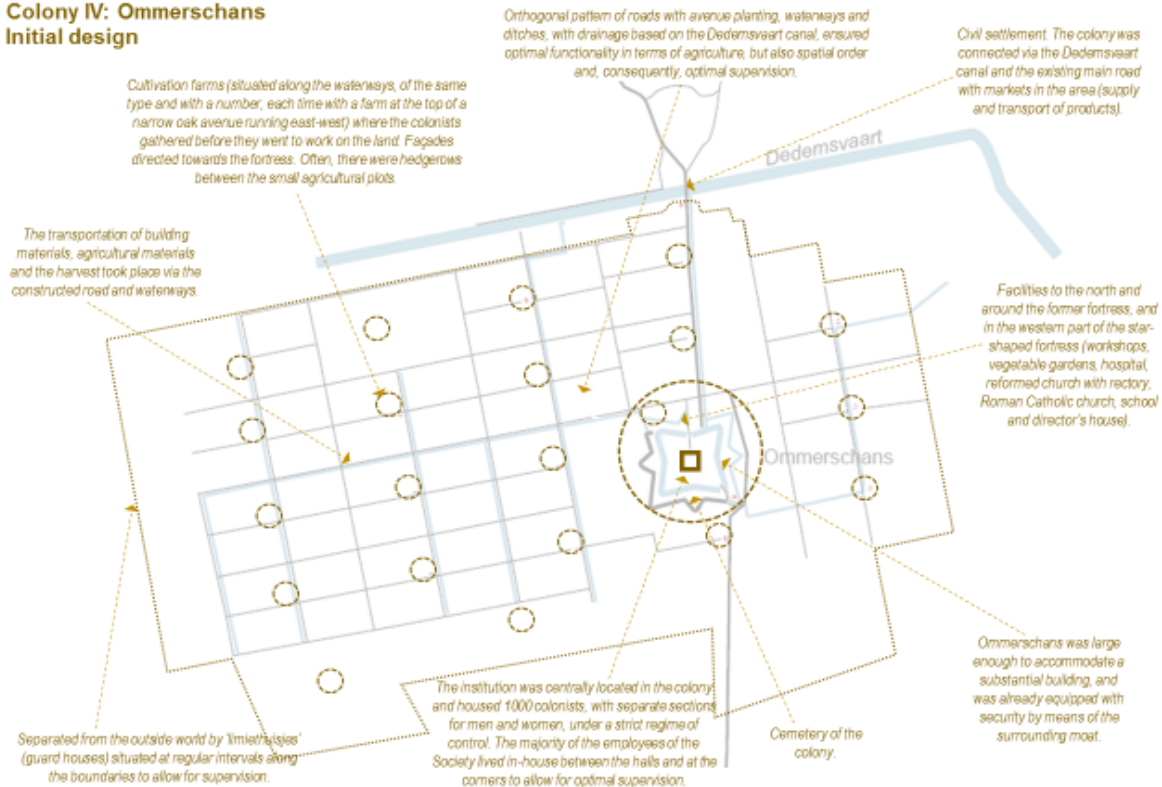 Colony IV: Ommerschans
Initial design
Orthogonal pattern of roads with avenue planting, waterways and
ditches, with drainage based on the Dedemsvaart canal, ensured
optimal functionality in terms of agriculture, but also spatial order
and, consequently, optimal supervision.
Civil settlement. The colony was
connected via the Dedemsvaart
canal and the existing main road
with markets in the area (supply
and transport of products).
Cultivation farms (situated along the waterways, of the same
type and with a number, each time with a farm at the top of a
narrow oak avenue running east-west) where the colonists
gathered before they went to work on the land. Façades
directed towards the fortress. Often, there were hedgerows
between the small agricultural plots.
Dedemsvaart
The transportation of building
materials, agricultural materials
and the harvest took place via the
constructed road and waterways.
Facilities to the north and
around the former fortress, and
in the western part of the star-
shaped fortress (workshops,
vegetable gardens, hospital,
reformed church with rectory,
Roman Catholic church, school
and director's house).
Ommerschans
Ommerschans was large
enough to accommodate a
substantial building, and
was already equipped with
security by means of the
surrounding moat.
The institution was centrally located in the colony
and housed 1000 colonists, with separate sections
for men and women, under a strict regime of
control. The majority of the employees of the
Society lived in-house between the halls and at the
corners to allow for optimal supervision.
Cemetery of the
colony.
Separated from the outside world by 'limiethuisjes'
(guard houses) situated at regular intervals along
the boundaries to allow for supervision.